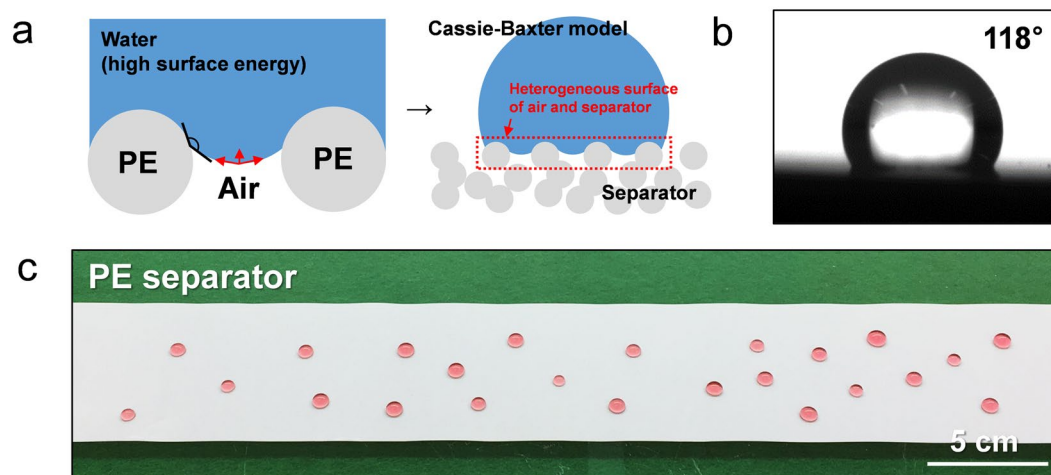 a
Water
(high surface energy)
PE
PE
Air
→
Cassie-Baxter model
Heterogeneous surface
of air and separator
Separator
b
118°
c
PE separator
5 cm